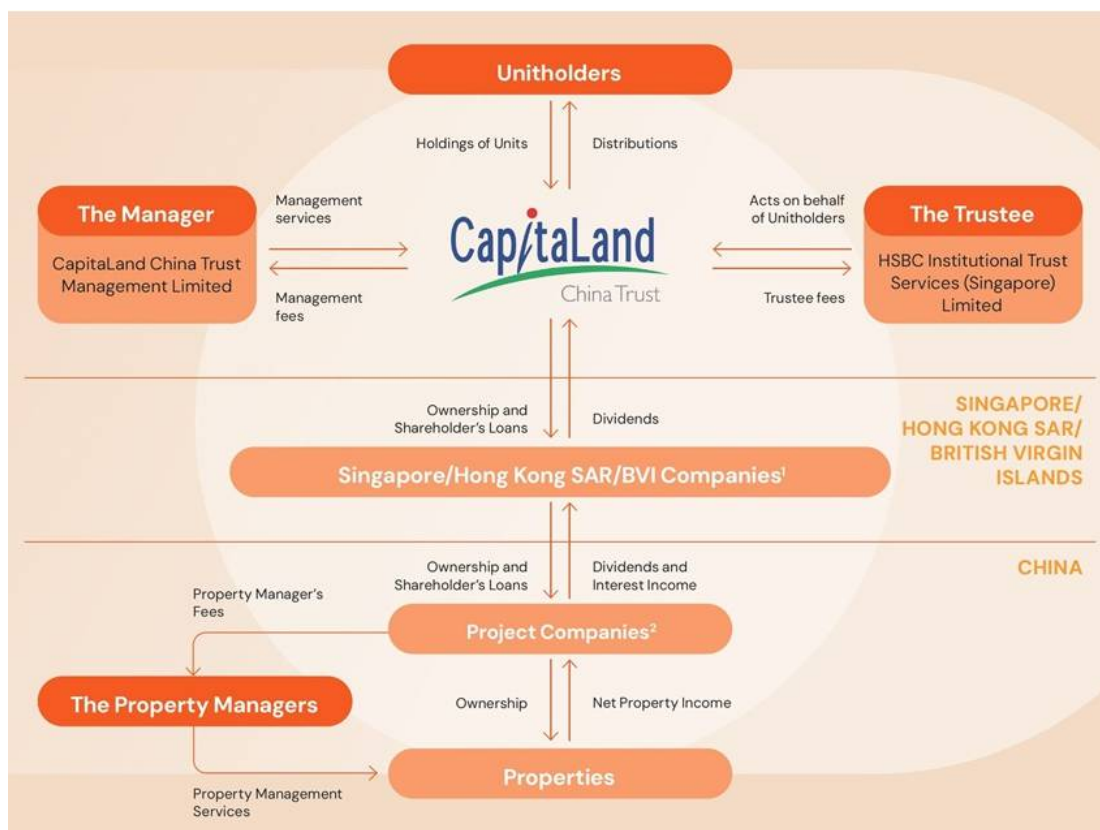 Unitholders
Holdings of Units
Distributions
The Manager
CapitaLand China Trust
Management Limited
Management
services
Management
fees
CapitaLand
China Trust
Acts on behalf
of Unitholders
Trustee fees
The Trustee
HSBC Institutional Trust
Services (Singapore)
Limited
Ownership and
Shareholder's Loans
Dividends
SINGAPORE/
HONG KONG SAR/
BRITISH VIRGIN
ISLANDS
Singapore/Hong Kong SAR/BVI Companies¹
Ownership and
Shareholder's Loans
Dividends and
Interest Income
CHINA
Property Manager's
Fees
Project Companies²
The Property Managers
Ownership
Net Property Income
Properties
Property Management
Services